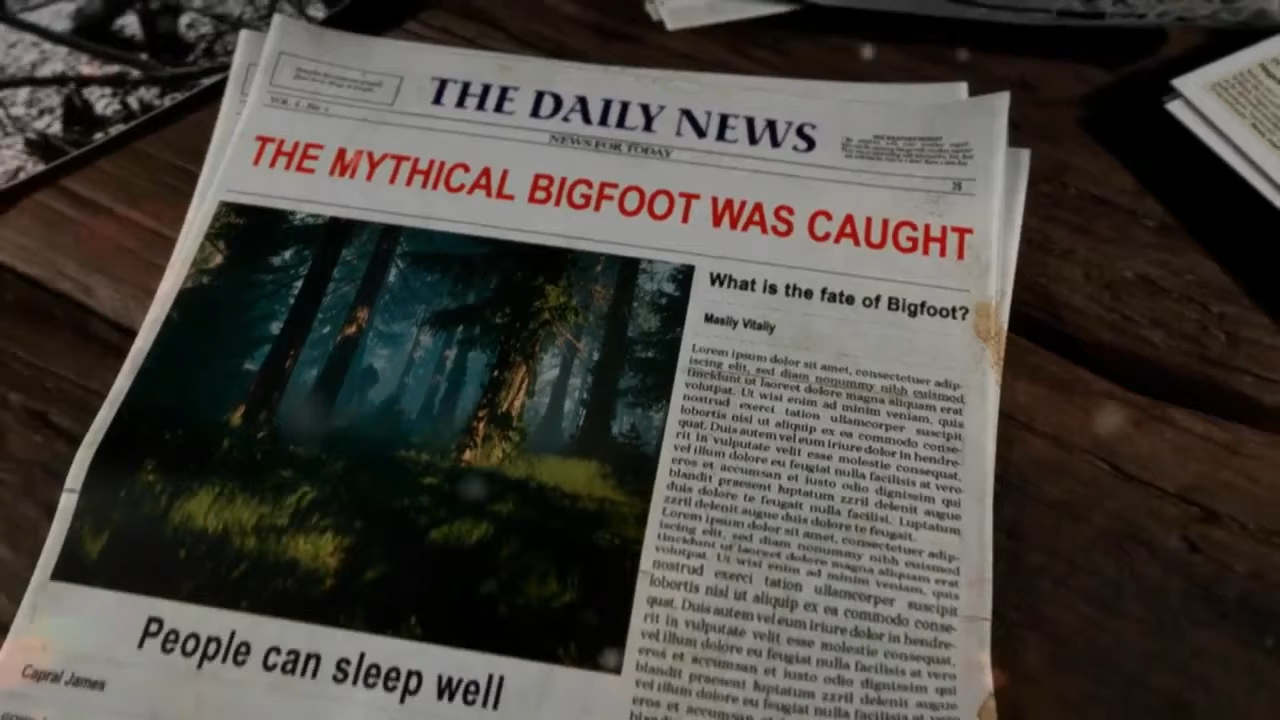 THE DAILY NEWS
VOL. 1, No 1
NEWS FOR TODAY
26
THE MYTHICAL BIGFOOT WAS CAUGHT
What is the fate of Bigfoot?
Masliy Vitaliy
Lorem ipsum dolor sit amet, consectetuer adip-
iscing elit, sed diam nonummy nibh euismod
tincidunt ut laoreet dolore magna aliquam erat
volutpat. Ut wisi enim ad minim veniam, quis
nostrud exerci tation ullamcorper suscipit
lobortis nisl ut aliquip ex ea commodo conse-
quat. Duis autem vel eum iriure dolor in hendre-
rit in vulputate velit esse molestie consequat,
vel illum dolore eu feugiat nulla facilisis at vero
eros et accumsan et iusto odio dignissim qui
blandit praesent luptatum zzril delenit augue
duis dolore te feugait nulla facilisi. Luptatum
zzril delenit augue duis dolore te feugait.
Lorem ipsum dolor sit amet, consectetuer adip-
iscing elit, sed diam nonummy nibh euismod
tincidunt ut laoreet dolore magna aliquam erat
volutpat. Ut wisi enim ad minim veniam, quis
nostrud exerci tation ullamcorper suscipit
lobortis nisl ut aliquip ex ea commodo conse-
quat. Duis autem vel eum iriure dolor in hendre-
rit in vulputate velit esse molestie consequat,
vel illum dolore eu feugiat nulla facilisis at vero
eros et accumsan et iusto odio dignissim qui
blandit praesent luptatum zzril delenit augue
vel illum dolore eu feugiat nulla facilisis at vero
eros et accumsan
People can sleep well
Capral James